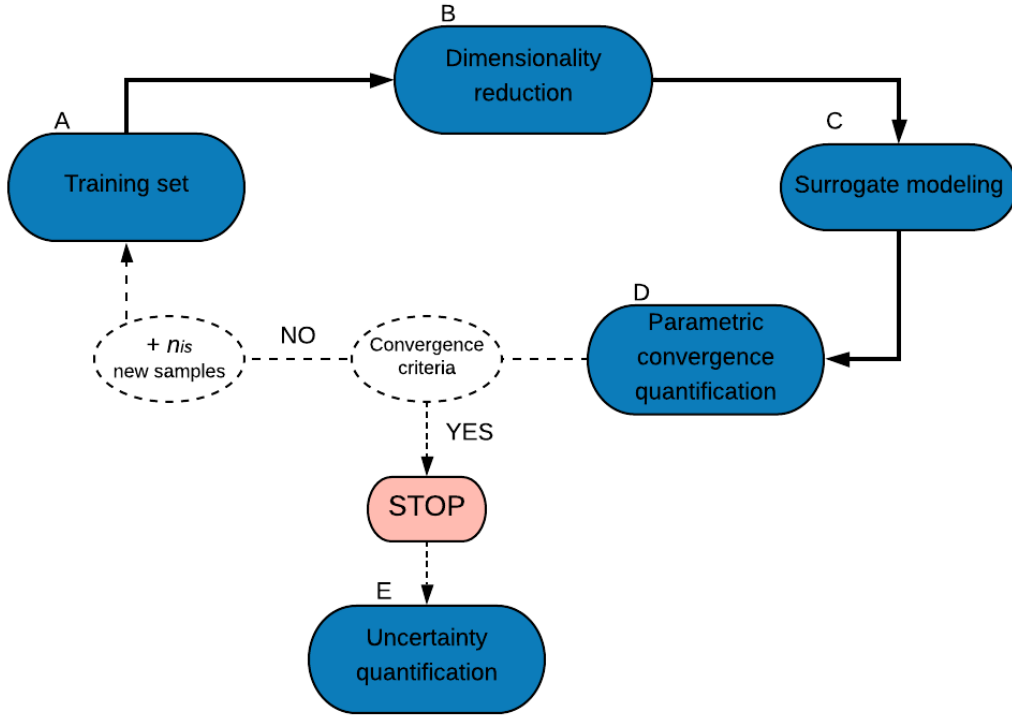 B
Dimensionality
reduction
A
Training set
C
Surrogate modeling
D
Parametric
convergence
quantification
Convergence
criteria
NO
+ nis
new samples
YES
STOP
E
Uncertainty
quantification